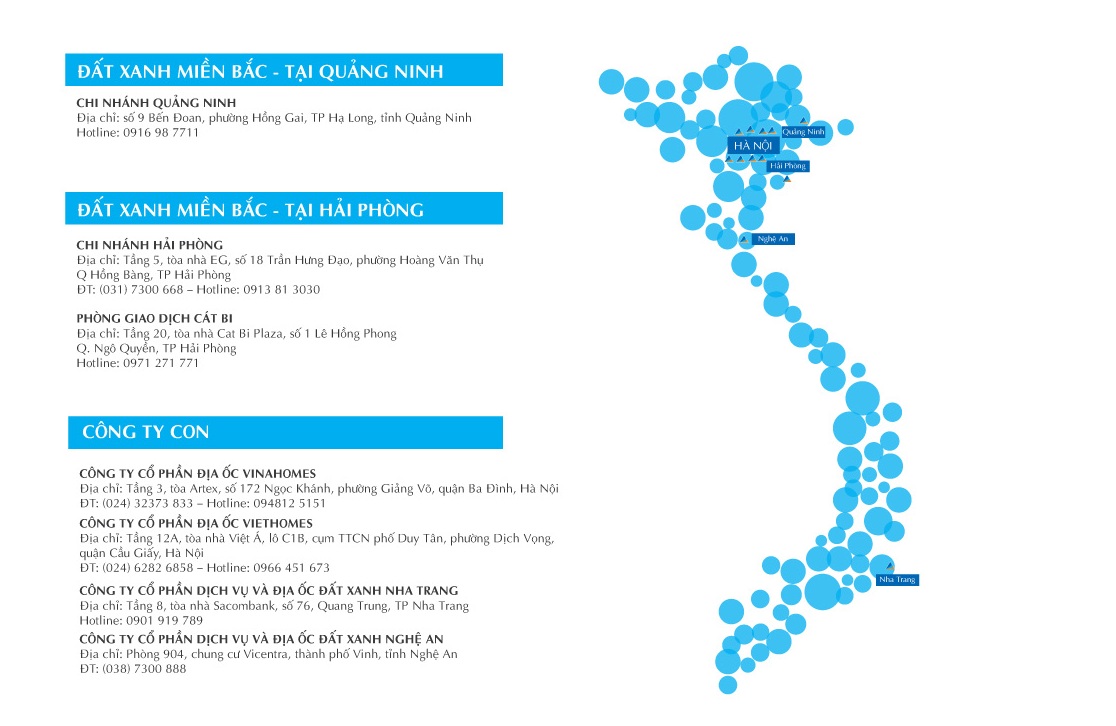 ĐẤT XANH MIỀN BẮC - TẠI QUẢNG NINH
CHI NHÁNH QUẢNG NINH
Địa chỉ: số 9 Bến Đoan, phường Hồng Gai, TP Hạ Long, tỉnh Quảng Ninh
Hotline: 0916 98 7711
ĐẤT XANH MIỀN BẮC - TẠI HẢI PHÒNG
CHI NHÁNH HẢI PHÒNG
Địa chỉ: Tầng 5, tòa nhà EG, số 18 Trần Hưng Đạo, phường Hoàng Văn Thụ
Q Hồng Bàng, TP Hải Phòng
ĐT: (031) 7300 668 – Hotline: 0913 81 3030
PHÒNG GIAO DỊCH CÁT BI
Địa chỉ: Tầng 20, tòa nhà Cat Bi Plaza, số 1 Lê Hồng Phong
Q. Ngô Quyền, TP Hải Phòng
Hotline: 0971 271 771
CÔNG TY CON
CÔNG TY CỔ PHẦN ĐỊA ỐC VINAHOMES
Địa chỉ: Tầng 3, tòa Artex, số 172 Ngọc Khánh, phường Giảng Võ, quận Ba Đình, Hà Nội
ĐT: (024) 32373 833 – Hotline: 094812 5151
CÔNG TY CỔ PHẦN ĐỊA ỐC VIETHOMES
Địa chỉ: Tầng 12A, tòa nhà Việt Á, lô C1B, cụm TTCN phố Duy Tân, phường Dịch Vọng,
quận Cầu Giấy, Hà Nội
ĐT: (024) 6282 6858 – Hotline: 0966 451 673
CÔNG TY CỔ PHẦN DỊCH VỤ VÀ ĐỊA ỐC ĐẤT XANH NHA TRANG
Địa chỉ: Tầng 8, tòa nhà Sacombank, số 76, Quang Trung, TP Nha Trang
Hotline: 0901 919 789
CÔNG TY CỔ PHẦN DỊCH VỤ VÀ ĐỊA ỐC ĐẤT XANH NGHỆ AN
Địa chỉ: Phòng 904, chung cư Vicentra, thành phố Vinh, tỉnh Nghệ An
ĐT: (038) 7300 888
Quảng Ninh
HÀ NỘI
Hải Phòng
Nghệ An
Nha Trang